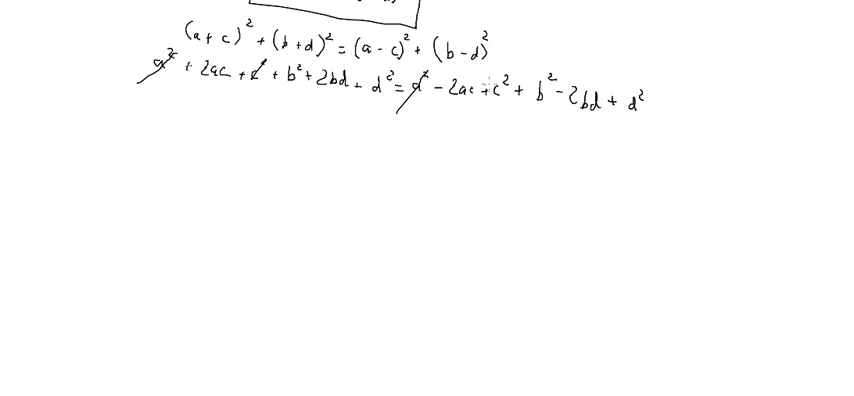 (a + c)² + (b + d)² = (a - c)² + (b - d)²
a² + 2ac + c² + b² + 2bd + d² = a² - 2ac + c² + b² - 2bd + d²